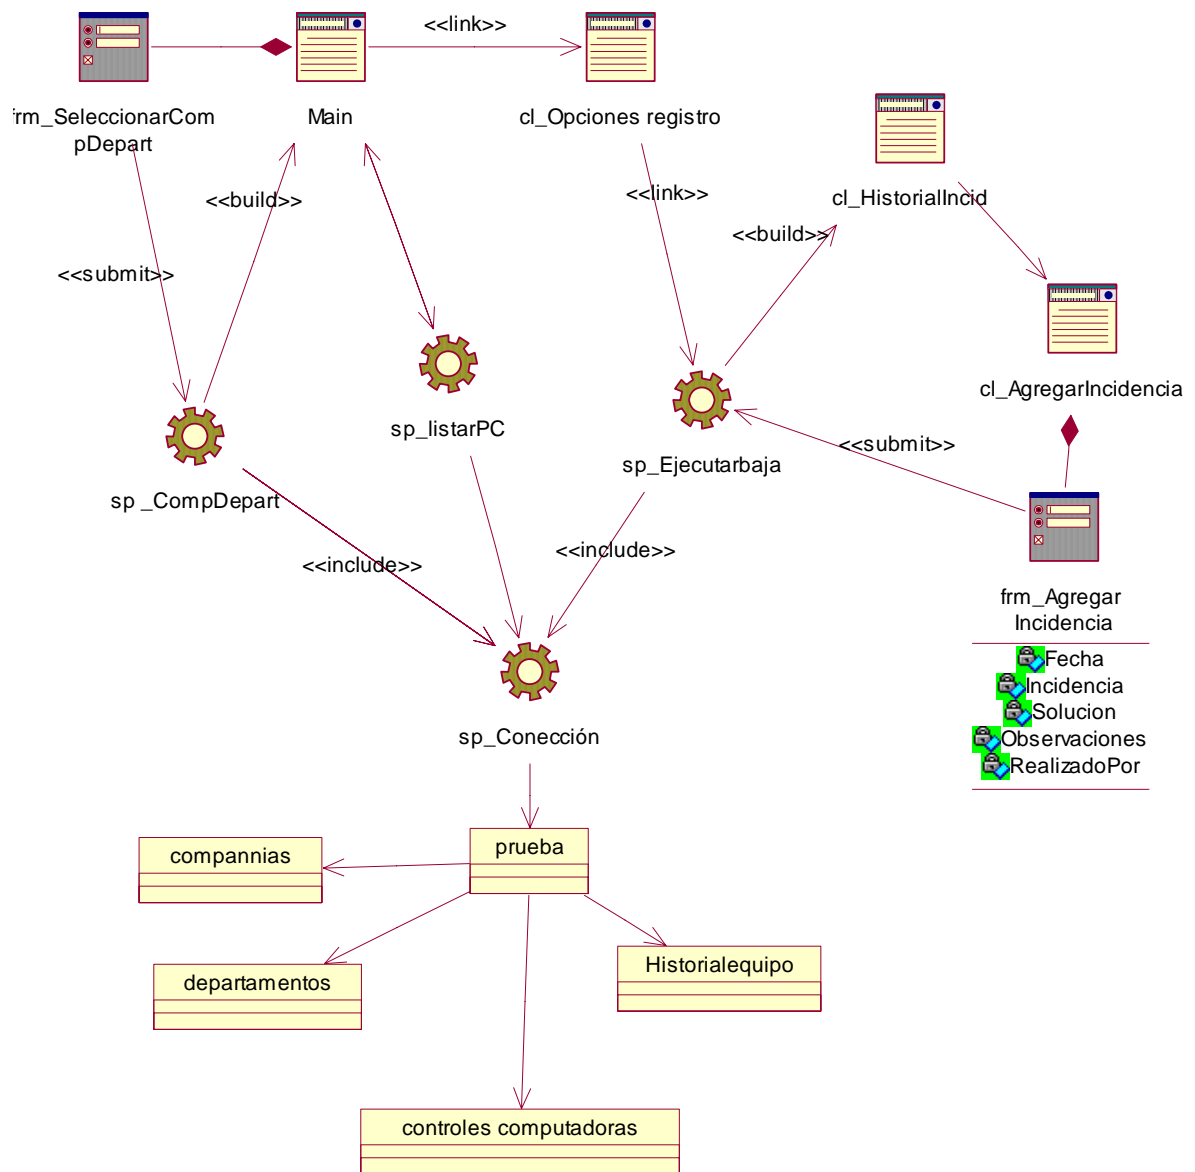 <<link>>
rm_SeleccionarCom
pDepart
Main
cl_Opciones registro
cl_HistorialIncid
<<build>>
<<link>>
<<build>>
<<submit>>
cl_AgregarIncidencia
sp_listarPC
<<submit>>
sp_Ejecutarbaja
sp _CompDepart
<<include>>
<<include>>
frm_Agregar
Incidencia
Fecha
Incidencia
Solucion
Observaciones
RealizadoPor
sp_Conección
prueba
compannias
Historialequipo
departamentos
controles computadoras